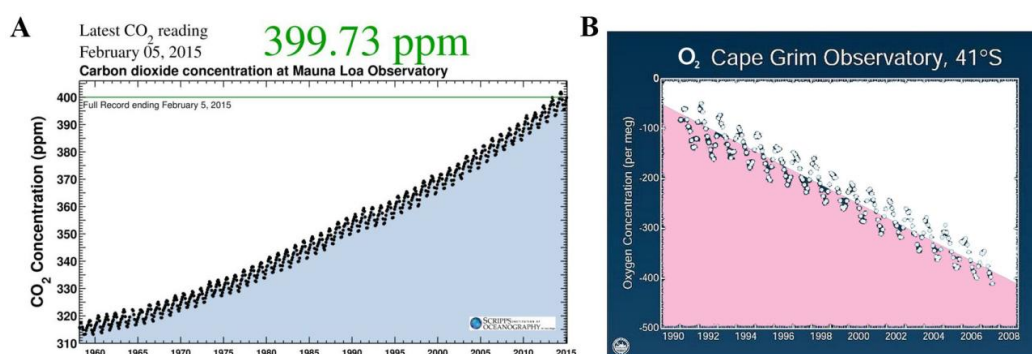 A
Latest CO₂ reading
February 05, 2015
399.73 ppm
Carbon dioxide concentration at Mauna Loa Observatory
Full Record ending February 5, 2015
CO₂ Concentration (ppm)
400
390
380
370
360
350
340
330
320
310
1960 1965 1970 1975 1980 1985 1990 1995 2000 2005 2010 2015
SCRIPPS INSTITUTION OF
OCEANOGRAPHY
B
O₂ Cape Grim Observatory, 41°S
Oxygen Concentration (per meg)
0
-100
-200
-300
-400
-500
1990 1992 1994 1996 1998 2000 2002 2004 2006 2008